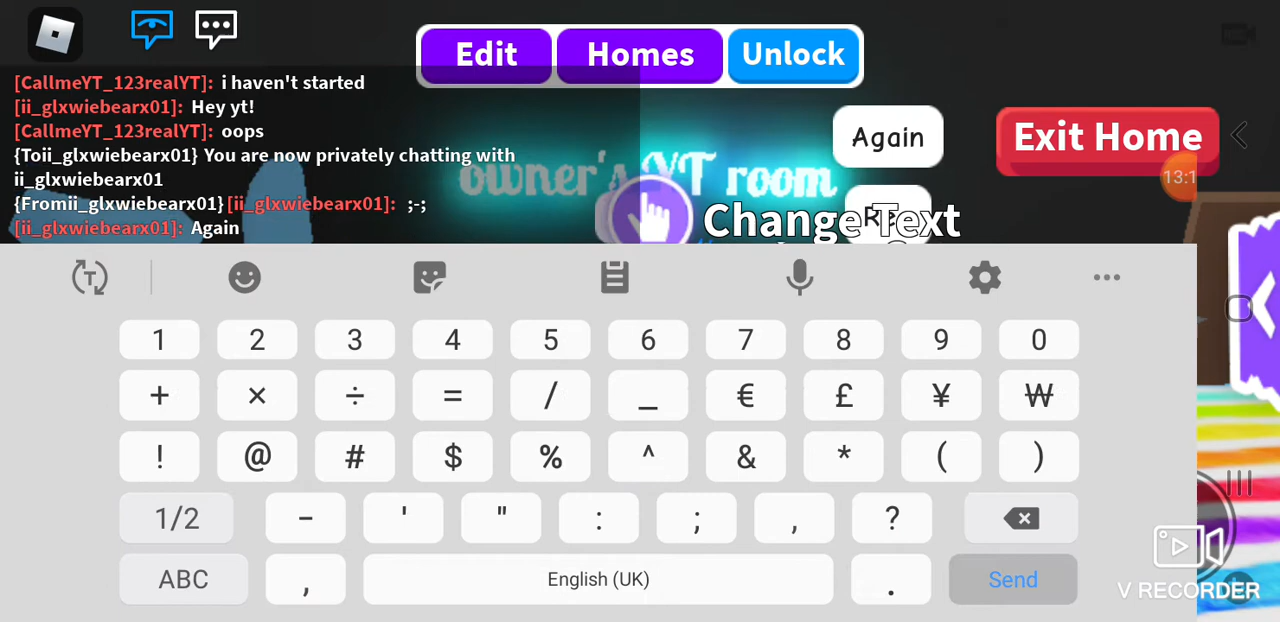 Edit Homes Unlock
[CallmeYT_123realYT]: i haven't started
[ii_glxwiebearx01]: Hey yt!
[CallmeYT_123realYT]: oops
{Toii_glxwiebearx01} You are now privately chatting with
ii_glxwiebearx01
{Fromii_glxwiebearx01}[ii_glxwiebearx01]: ;-;
[ii_glxwiebearx01]: Again
owner's YT room
Again
Exit Home
13:1
Change Text
1 2 3 4 5 6 7 8 9 0
+ × ÷ = / _ € £ ¥ ₩
! @ # $ % ^ & * ( )
1/2 - ' " : ; , ?
ABC , English (UK) . Send
V RECORDER